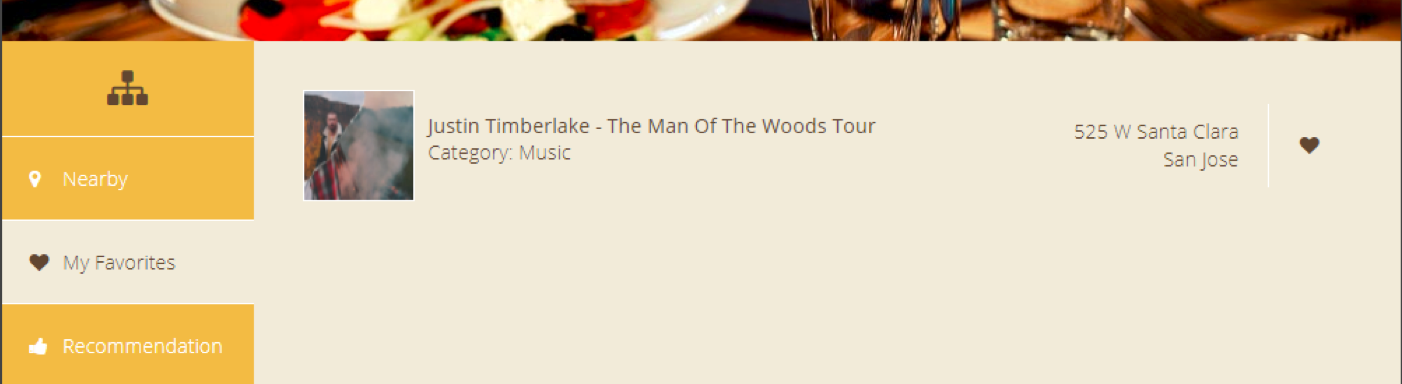 Nearby
My Favorites
Recommendation
Justin Timberlake - The Man Of The Woods Tour
Category: Music
525 W Santa Clara
San Jose